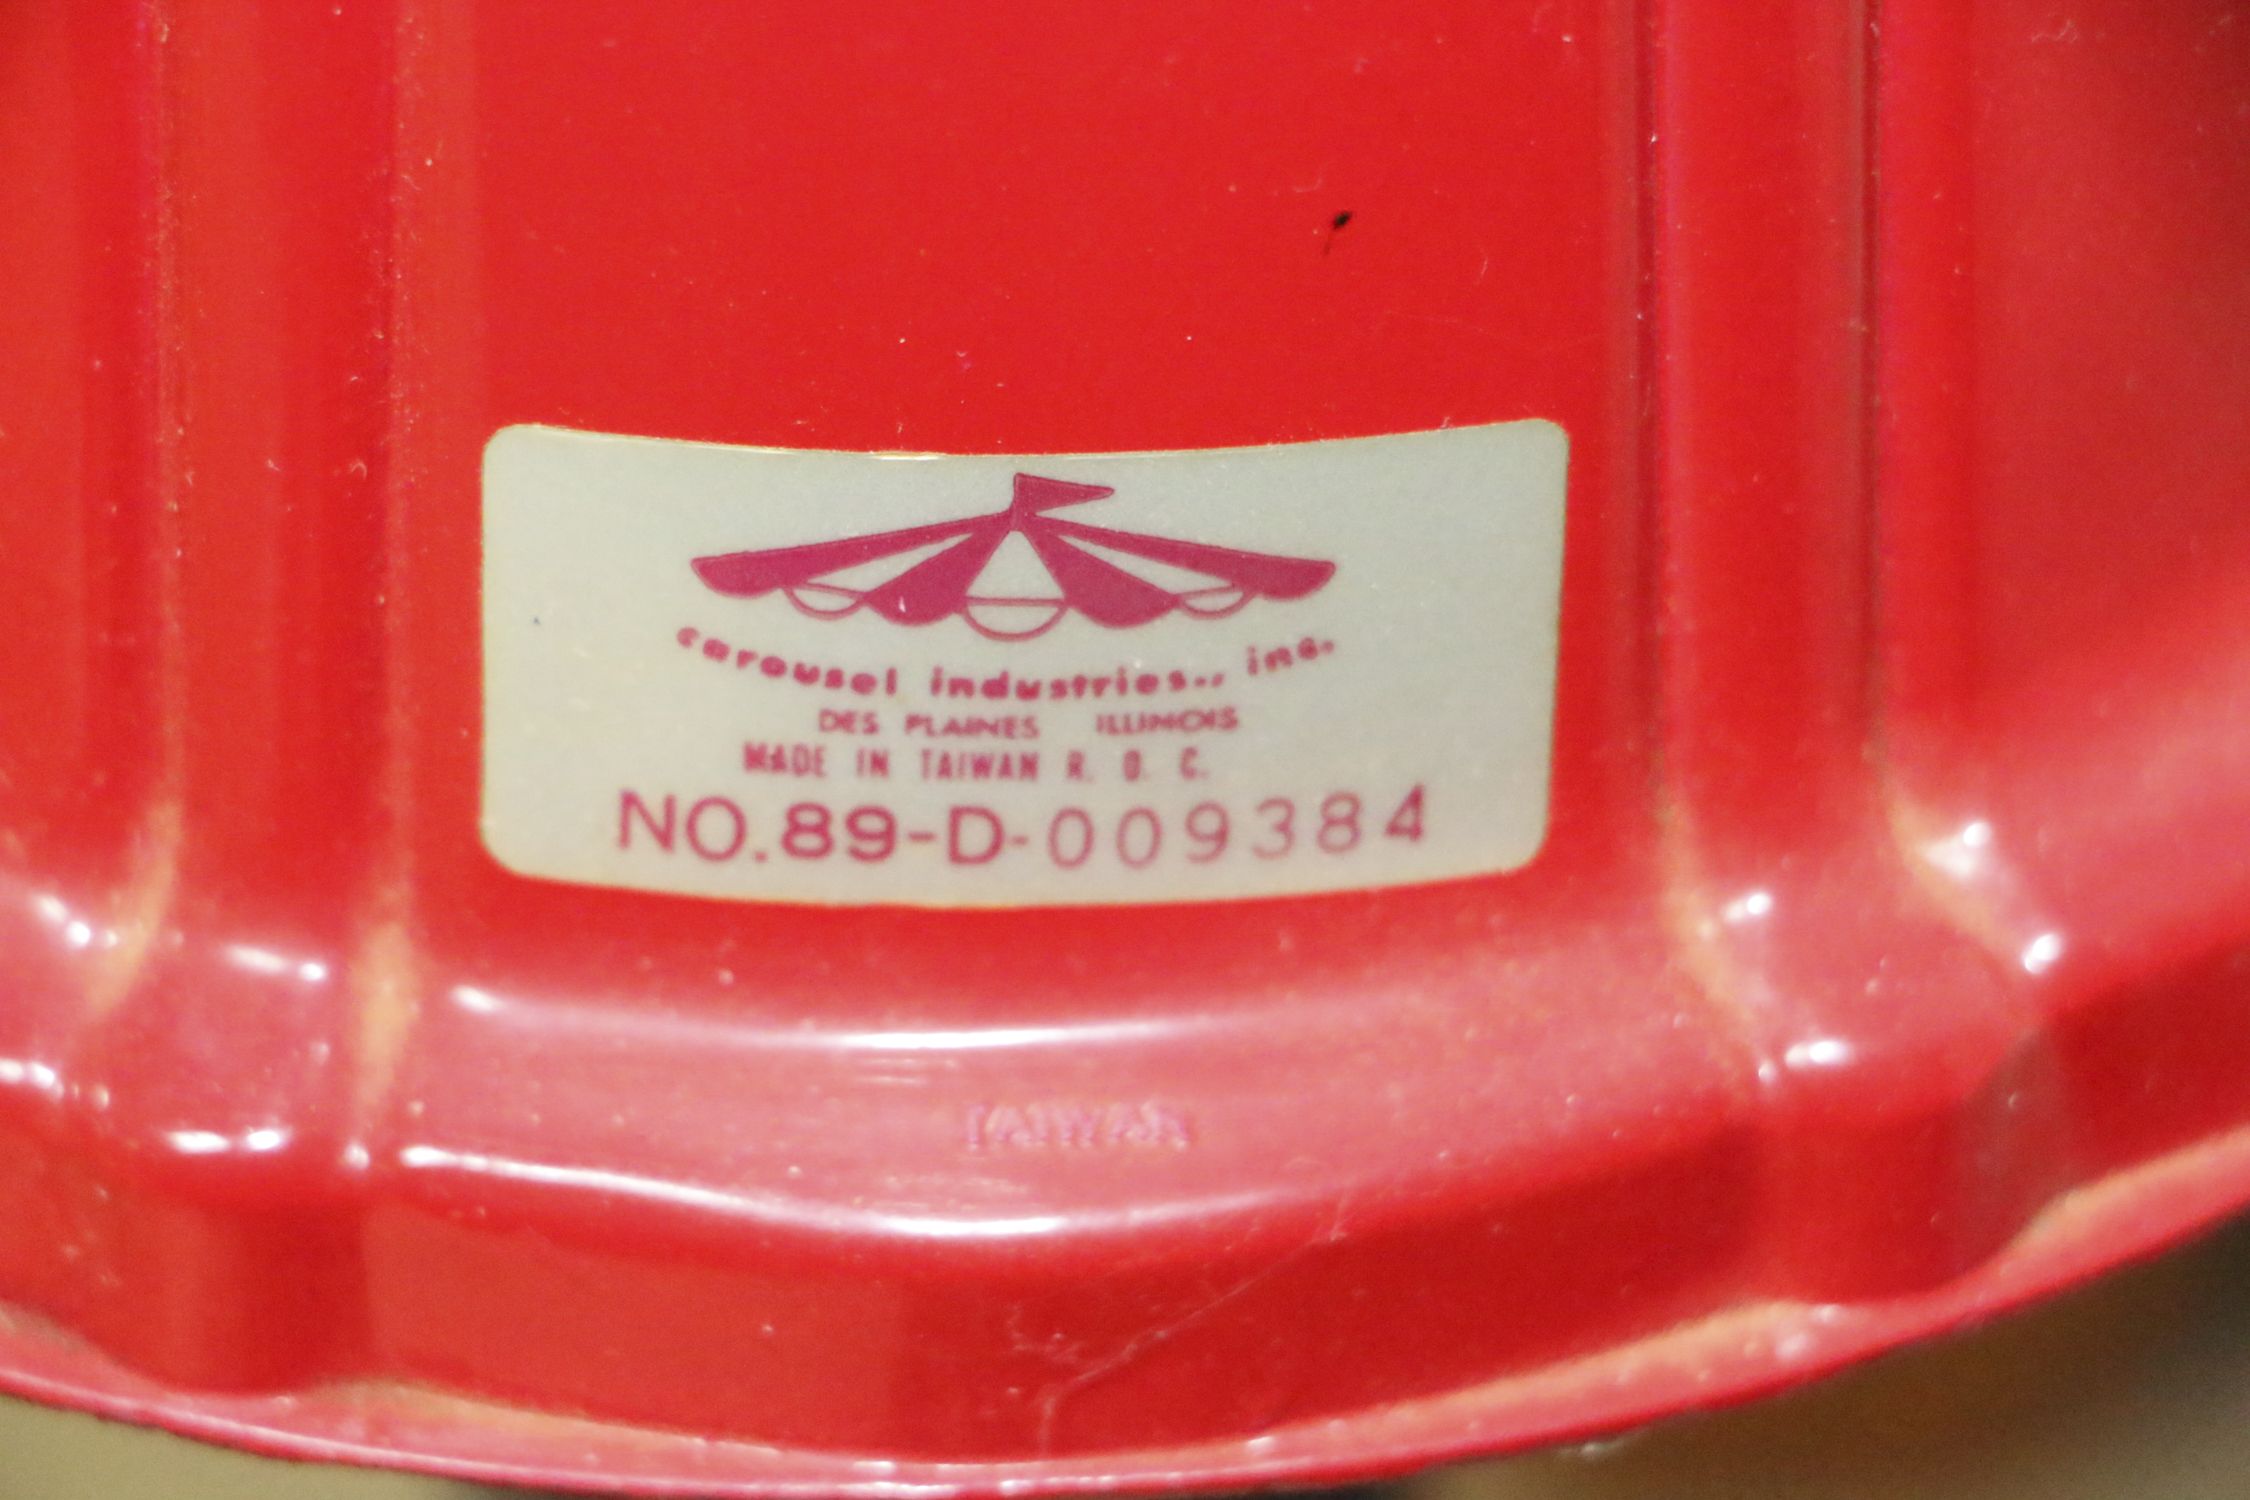 carousel industries., inc.
DES PLAINES ILLINOIS
MADE IN TAIWAN R. O. C.
NO.89-D-009384
TAIWAN